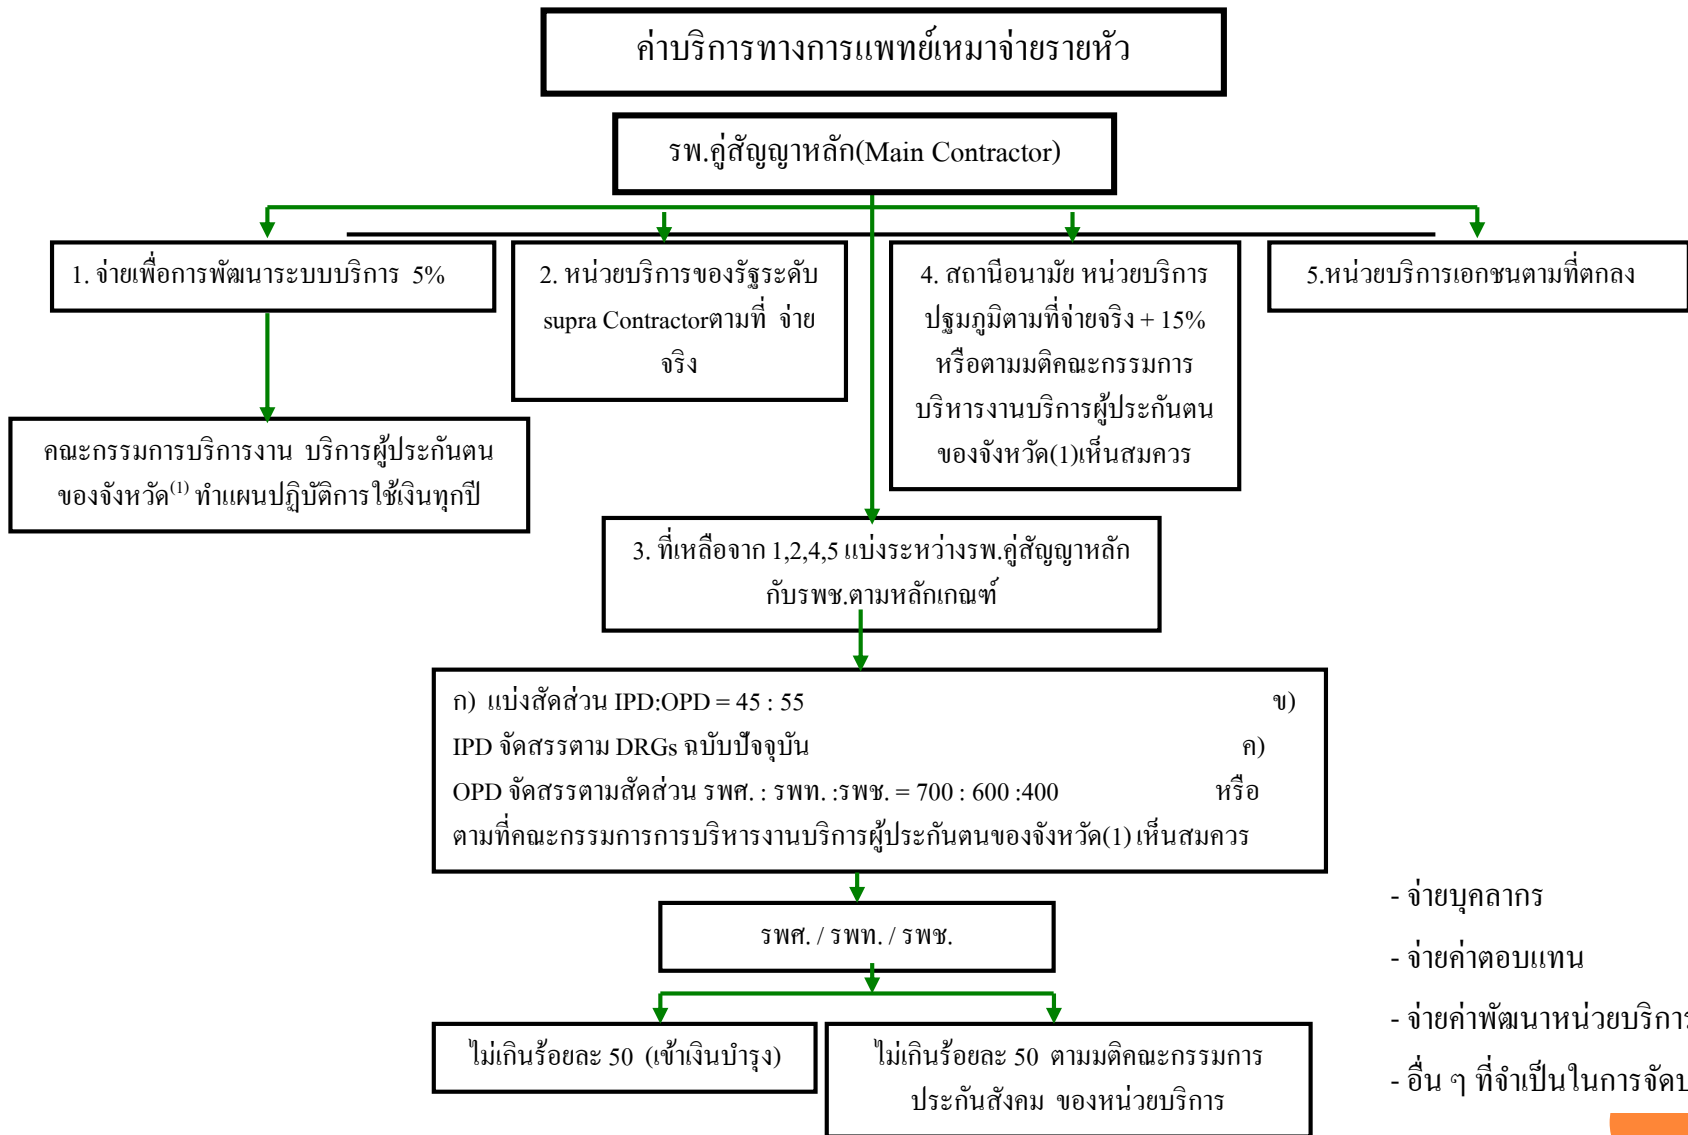 ค่าบริการทางการแพทย์เหมาจ่ายรายหัว
รพ.คู่สัญญาหลัก(Main Contractor)
1. จ่ายเพื่อการพัฒนาระบบบริการ 5%
2. หน่วยบริการของรัฐระดับ
supra Contractorตามที่ จ่าย
จริง
4. สถานีอนามัย หน่วยบริการ
ปฐมภูมิตามที่จ่ายจริง + 15%
หรือตามมติคณะกรรมการ
บริหารงานบริการผู้ประกันตน
ของจังหวัด(1)เห็นสมควร
5.หน่วยบริการเอกชนตามที่ตกลง
คณะกรรมการบริการงาน บริการผู้ประกันตน
ของจังหวัด(1) ทำแผนปฏิบัติการใช้เงินทุกปี
3. ที่เหลือจาก 1,2,4,5 แบ่งระหว่างรพ.คู่สัญญาหลัก
กับรพช.ตามหลักเกณฑ์
ก) แบ่งสัดส่วน IPD:OPD = 45 : 55 ข)
IPD จัดสรรตาม DRGs ฉบับปัจจุบัน ค)
OPD จัดสรรตามสัดส่วน รพศ. : รพท. :รพช. = 700 : 600 :400 หรือ
ตามที่คณะกรรมการการบริหารงานบริการผู้ประกันตนของจังหวัด(1) เห็นสมควร
รพศ. / รพท. / รพช.
ไม่เกินร้อยละ 50 (เข้าเงินบำรุง)
ไม่เกินร้อยละ 50 ตามมติคณะกรรมการ
ประกันสังคม ของหน่วยบริการ
- จ่ายบุคลากร
- จ่ายค่าตอบแทน
- จ่ายค่าพัฒนาหน่วยบริการ
- อื่น ๆ ที่จำเป็นในการจัด